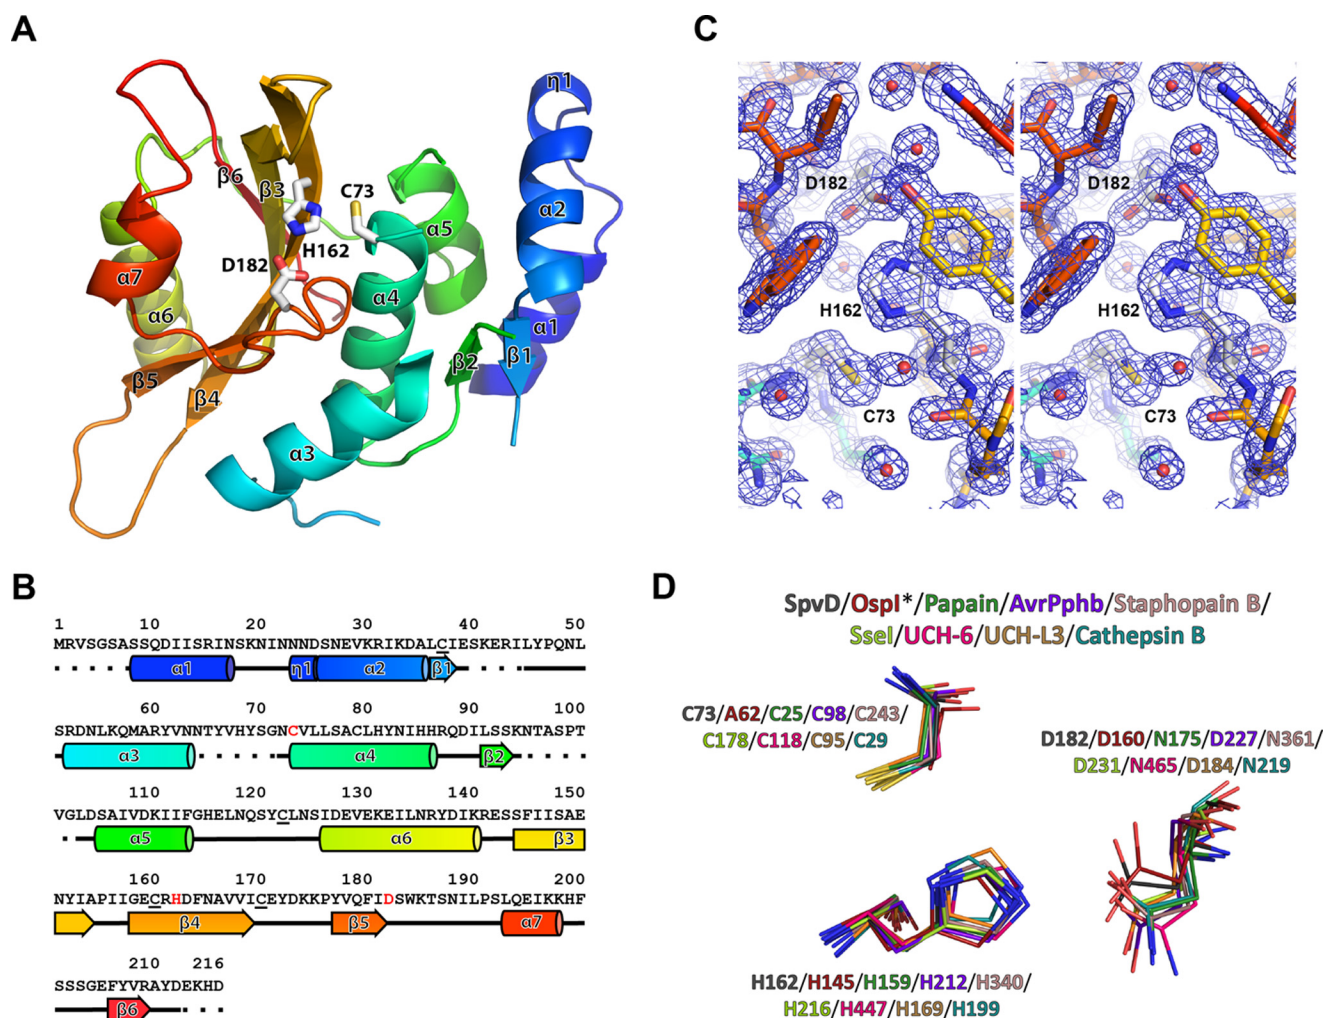 A
η1
β6
β3
C73
α2
α5
H162
D182
α7
α4
α6
α1
β1
β2
β5
β4
α3
B
1 10 20 30 40 50
MRVSGSASSQDIISRINSKNINNNDSNEVKRIKDALCIESKERILYPQNL
α1 η1 α2 β1
60 70 80 90 100
SRDNLKQMARYVNNTYVHYSGNCVLLSACLHYNIHHRQDILSSKNTASPT
α3 α4 β2
110 120 130 140 150
VGLDSAIVDKIIFGHELNQSYCLNSIDEVEKEILNRYDIKRESSFIISAE
α5 α6 β3
160 170 180 190 200
NYIAPIIGECRHDFNAVVICEYDKKPYVQFIDSWKTSNILPSLQEIKKHF
β4 β5 α7
210 216
SSSGEFYVRAYDEKHD
β6
C
D182
H162
C73
D182
H162
C73
D
SpvD/OspI*/Papain/AvrPphb/Staphopain B/
SseI/UCH-6/UCH-L3/Cathepsin B
C73/A62/C25/C98/C243/
C178/C118/C95/C29
D182/D160/N175/D227/N361/
D231/N465/D184/N219
H162/H145/H159/H212/H340/
H216/H447/H169/H199